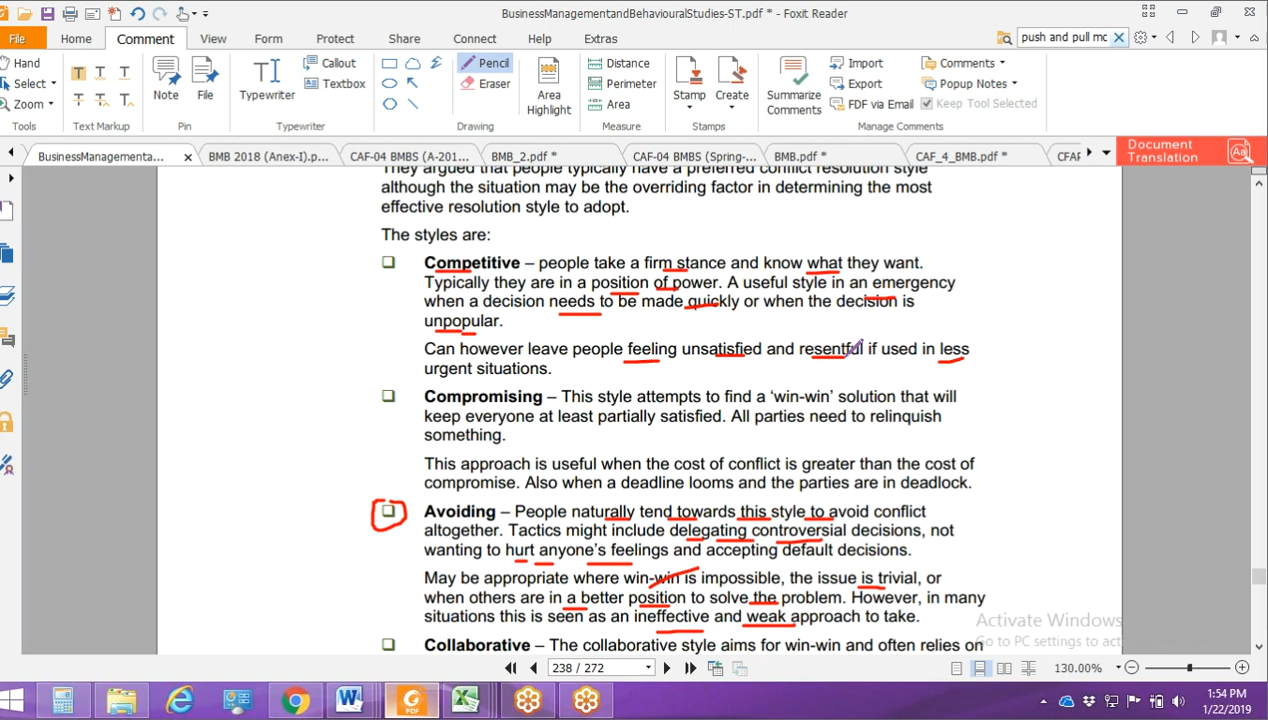 BusinessManagementandBehaviouralStudies-ST.pdf * - Foxit Reader
File Home Comment View Form Protect Share Connect Help Extras push and pull mc
Hand
Select
Zoom
Tools
Text Markup
Note File
Pin
Typewriter
Callout
Textbox
Typewriter
Pencil
Eraser
Area Highlight
Drawing
Distance
Perimeter
Area
Measure
Stamp Create
Stamps
Summarize Comments
Import
Export
FDF via Email
Comments
Popup Notes
Keep Tool Selected
Manage Comments
BusinessManagementa... BMB 2018 (Anex-I).p... CAF-04 BMBS (A-201... BMB_2.pdf * CAF-04 BMBS (Spring-... BMB.pdf * CAF_4_BMB.pdf * CFAP
Document Translation
Aa
They argued that people typically have a preferred conflict resolution style
although the situation may be the overriding factor in determining the most
effective resolution style to adopt.
The styles are:
Competitive – people take a firm stance and know what they want.
Typically they are in a position of power. A useful style in an emergency
when a decision needs to be made quickly or when the decision is
unpopular.
Can however leave people feeling unsatisfied and resentful if used in less
urgent situations.
Compromising – This style attempts to find a ‘win-win’ solution that will
keep everyone at least partially satisfied. All parties need to relinquish
something.
This approach is useful when the cost of conflict is greater than the cost of
compromise. Also when a deadline looms and the parties are in deadlock.
Avoiding – People naturally tend towards this style to avoid conflict
altogether. Tactics might include delegating controversial decisions, not
wanting to hurt anyone’s feelings and accepting default decisions.
May be appropriate where win-win is impossible, the issue is trivial, or
when others are in a better position to solve the problem. However, in many
situations this is seen as an ineffective and weak approach to take.
Collaborative – The collaborative style aims for win-win and often relies on
Activate Windows
Go to PC settings to
238 / 272
130.00%
1:54 PM
1/22/2019